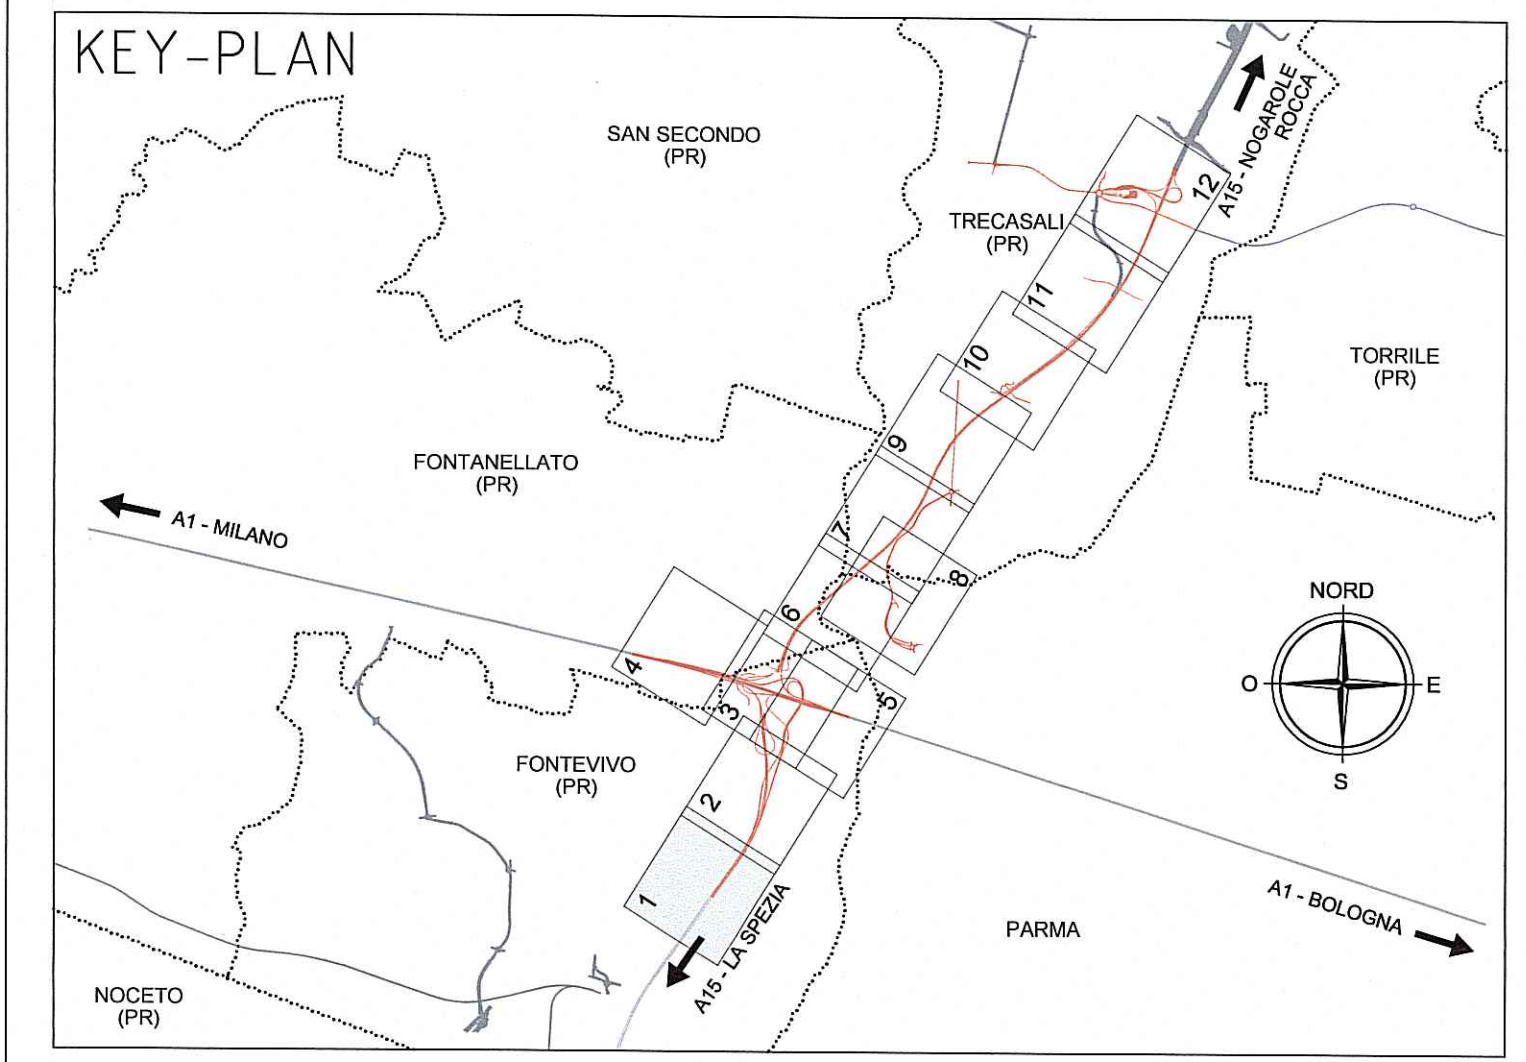 KEY-PLAN
SAN SECONDO
(PR)
A15 - NOGAROLE
ROCCA
12
TRECASALI
(PR)
11
TORRILE
(PR)
10
9
FONTANELLATO
(PR)
A1 - MILANO
7
8
6
NORD
O
E
S
4
3
5
FONTEVIVO
(PR)
2
1
A15 - LA SPEZIA
A1 - BOLOGNA
PARMA
NOCETO
(PR)